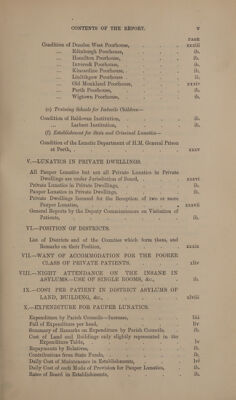 CONTENTS OF THE REPORT. v
PAGE
Condition of Dundee West Poorhouse, . . . . xxxiii
... Edinburgh Poorhouse, . . . . ib.
... Hamilton Poorhouse, . . . . ib.
... Inveresk Poorhouse, . . . . ib.
... Kincardine Poorhouse, . . . . ib.
... Linlithgow Poorhouse . . . . ib.
... Old Monkland Poorhouse, . . . . xxxiv
... Perth Poorhouse, . . . . ib.
... Wigtown Poorhouse, . . . . ib.
(e) Training Schools for Imbecile Children—
Condition of Baldovan Institution, . . . . ib.
... Larbert Institution, . . . . ib.
(f). Establishment for State and Criminal Lunatics—
Condition of the Lunatic Department of H.M. General Prison
at Perth, . . . . xxxv
V.—LUNATICS IN PRIVATE DWELLINGS.
All Pauper Lunatics but not all Private Lunatics in Private
Dwellings are under Jurisdiction of Board, . . . xxxvi
Private Lunatics in Private Dwellings, . . . . ib.
Pauper Lunatics in Private Dwellings, . . . . ib.
Private Dwellings licensed for the Reception of two or more
Pauper Lunatics, . . . . xxxvii
General Reports by the Deputy Commissioners on Visitation of
Patients, . . . . ib.
VI.—POSITION OF DISTRICTS.
List of Districts and of the Counties which form them, and
Remarks on their Position, . . . . xxxix
VII.—WANT OF ACCOMMODATION FOR THE POORER
CLASS OF PRIVATE PATIENTS. xliv
VIII.—NIGHT ATTENDANCE ON THE INSANE IN
ASYLUMS—USE OF SINGLE ROOMS, &c., .
IX.—COST PER PATIENT IN DISTRICT ASYLUMS OF
LAND, BUILDING, &c., . . . xlviii
X.—EXPENDITURE FOR PAUPER LUNATICS.
Expenditure by Parish Councils—Increase, . . . liii
Fall of Expenditure per head, . . . . liv
Summary of Remarks on Expenditure by Parish Councils. . ib.
Cost of Land and Buildings only slightly represented in the
Expenditure Table, . . . . lv
Repayments by Relatives, . . . . ib.
Contributions from State Funds, . . . . ib.
Daily Cost of Maintenance in Establishments, . . . lvi
Daily Cost of each Mode of Provision for Pauper Lunatics, . ib.
Rates of Board in Establishments, . . . . ib.